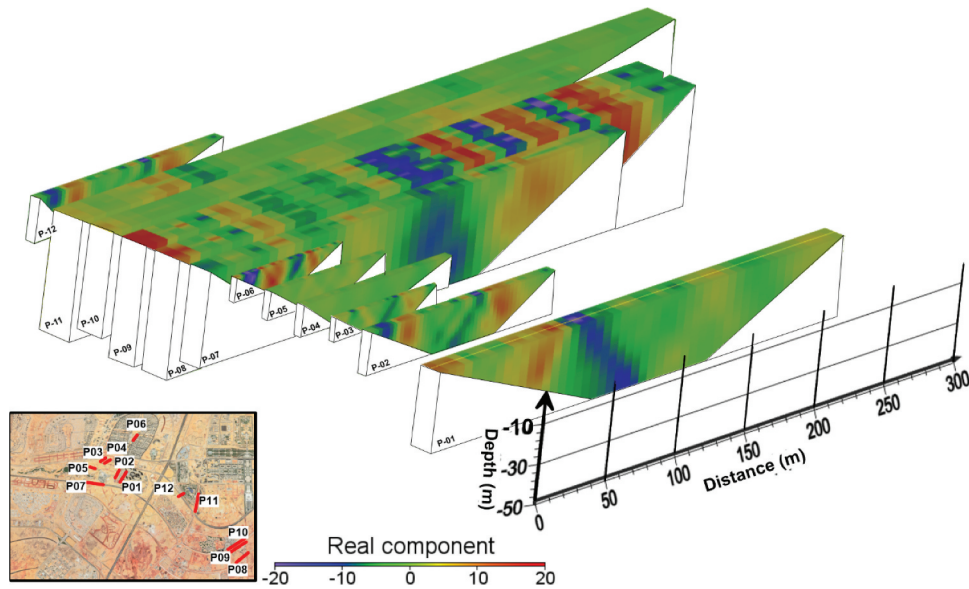 P-12
P-11
P-10
P-09
P-08
P-07
P-06
P-05
P-04
P-03
P-02
P-01
-10
-30
-50
Depth (m)
0
50
100
150
200
250
300
Distance (m)
P06
P04
P03
P02
P05
P07
P01
P12
P11
P10
P09
P08
Real component
-20 -10 0 10 20